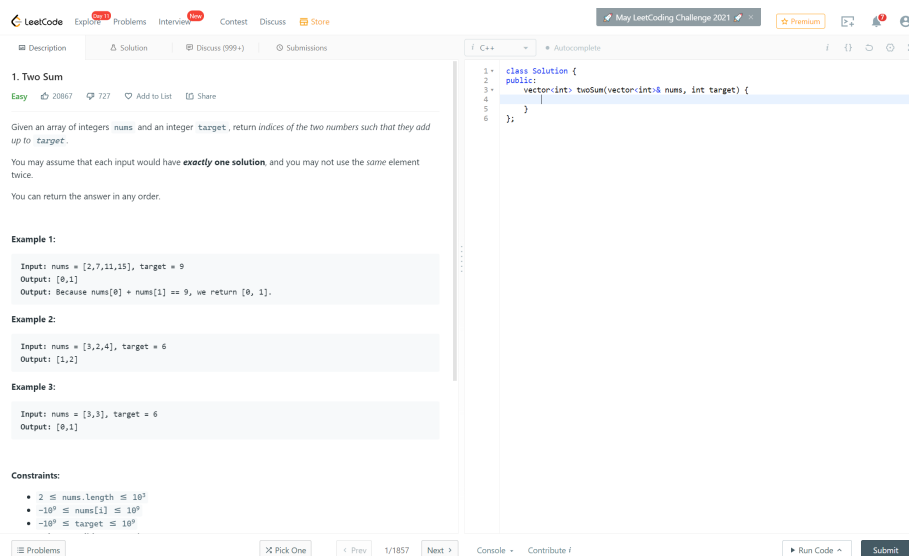 LeetCode Explore Day 11 Problems Interview New Contest Discuss Store
🚀 May LeetCoding Challenge 2021 🚀 ×
Premium 9
Description Solution Discuss (999+) Submissions
1. Two Sum
Easy 20867 727 Add to List Share
Given an array of integers nums and an integer target, return indices of the two numbers such that they add
up to target.
You may assume that each input would have exactly one solution, and you may not use the same element
twice.
You can return the answer in any order.
Example 1:
Input: nums = [2,7,11,15], target = 9
Output: [0,1]
Output: Because nums[0] + nums[1] == 9, we return [0, 1].
Example 2:
Input: nums = [3,2,4], target = 6
Output: [1,2]
Example 3:
Input: nums = [3,3], target = 6
Output: [0,1]
Constraints:
• 2 ≤ nums.length ≤ 10³
• -10⁹ ≤ nums[i] ≤ 10⁹
• -10⁹ ≤ target ≤ 10⁹
Problems Pick One < Prev 1/1857 Next >
i C++ Autocomplete i {}
1 class Solution {
2 public:
3 vector<int> twoSum(vector<int>& nums, int target) {
4
5 }
6 };
Console Contribute i Run Code Submit